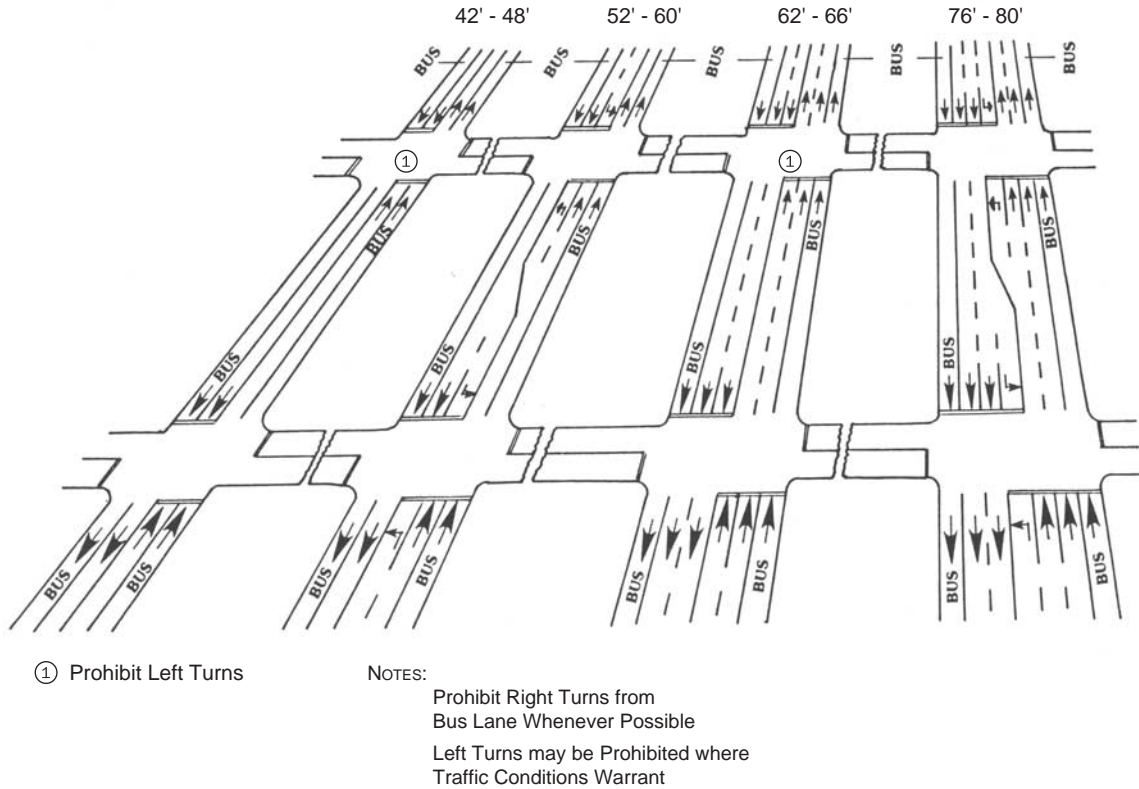 42' - 48' 52' - 60' 62' - 66' 76' - 80'
BUS BUS BUS BUS BUS
1 1
BUS BUS BUS BUS
BUS BUS BUS BUS
BUS BUS BUS BUS BUS BUS BUS BUS
① Prohibit Left Turns
NOTES:
Prohibit Right Turns from
Bus Lane Whenever Possible
Left Turns may be Prohibited where
Traffic Conditions Warrant